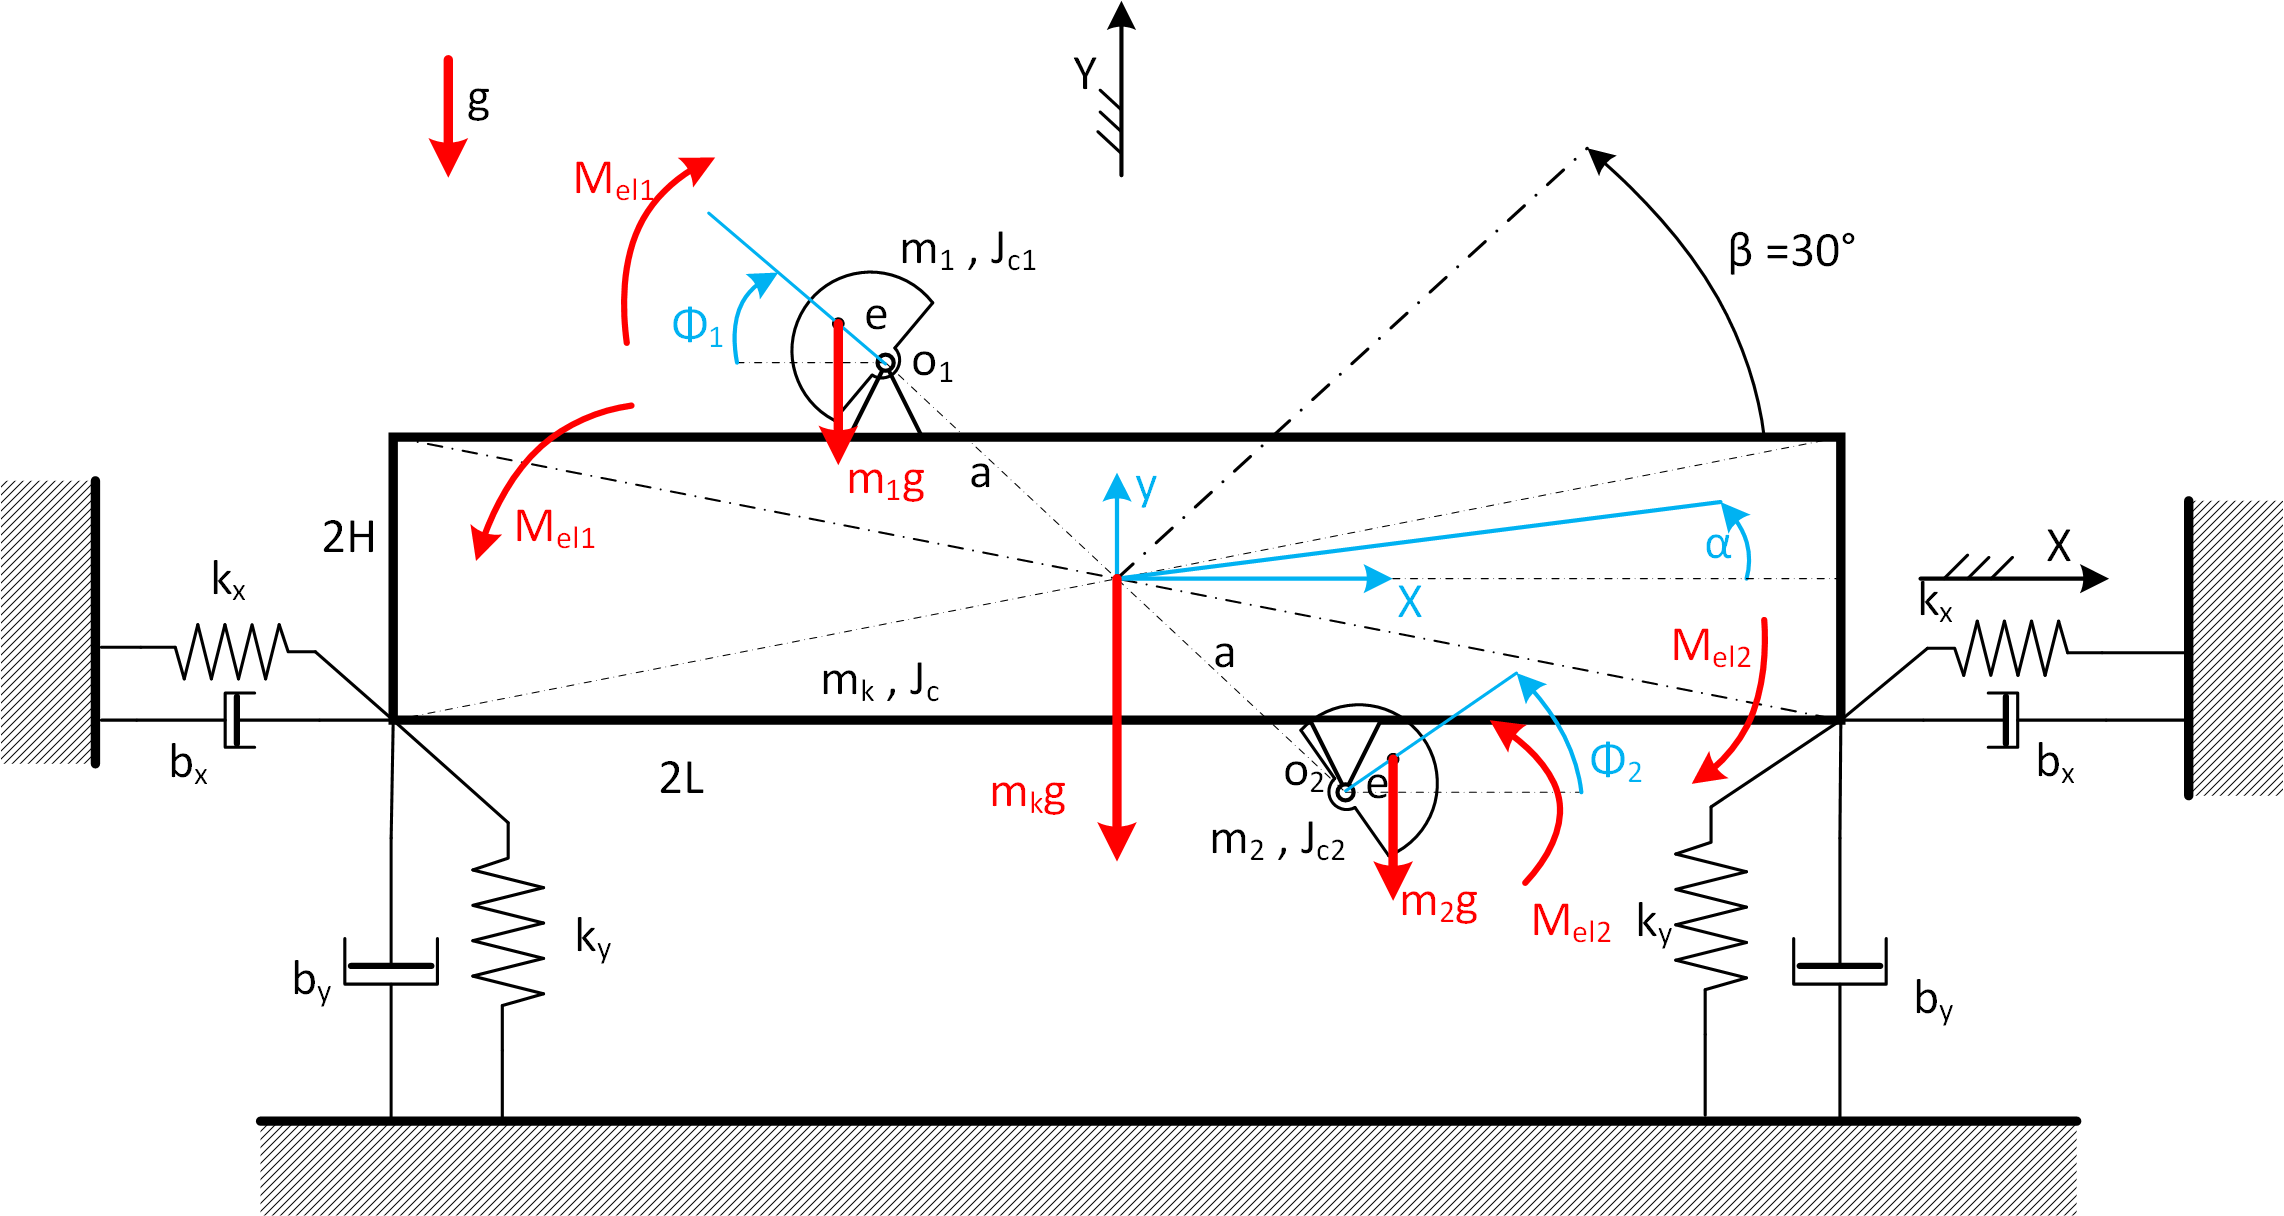 Y
g
Mel1
m1 , Jc1
β =30°
e
Φ1
o1
m1g
a
y
2H
Mel1
α
X
X
kx
kx
Mel2
a
mk , Jc
bx
2L
o2
e
Φ2
bx
mkg
m2 , Jc2
m2g
Mel2
ky
ky
by
by